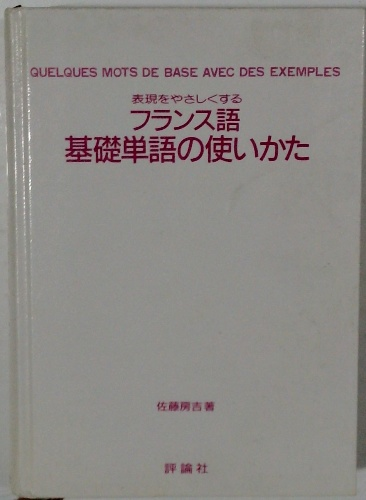 QUELQUES MOTS DE BASE AVEC DES EXEMPLES
表現をやさしくする
フランス語
基礎単語の使いかた
佐藤房吉著
評論社